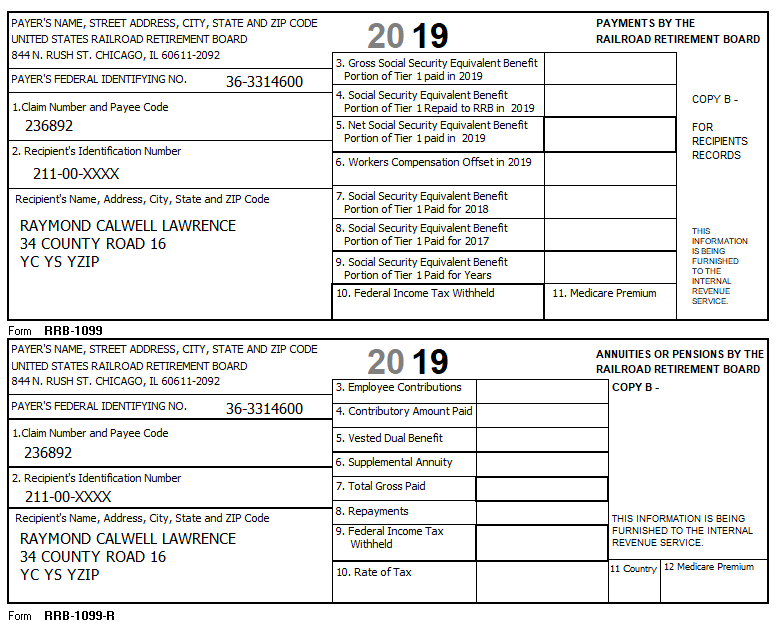 PAYER'S NAME, STREET ADDRESS, CITY, STATE AND ZIP CODE
UNITED STATES RAILROAD RETIREMENT BOARD
844 N. RUSH ST. CHICAGO, IL 60611-2092
2019
PAYMENTS BY THE
RAILROAD RETIREMENT BOARD
PAYER'S FEDERAL IDENTIFYING NO. 36-3314600
1.Claim Number and Payee Code
236892
2. Recipient's Identification Number
211-00-XXXX
Recipient's Name, Address, City, State and ZIP Code
RAYMOND CALWELL LAWRENCE
34 COUNTY ROAD 16
YC YS YZIP
3. Gross Social Security Equivalent Benefit
Portion of Tier 1 paid in 2019
4. Social Security Equivalent Benefit
Portion of Tier 1 Repaid to RRB in 2019
5. Net Social Security Equivalent Benefit
Portion of Tier 1 paid in 2019
6. Workers Compensation Offset in 2019
7. Social Security Equivalent Benefit
Portion of Tier 1 Paid for 2018
8. Social Security Equivalent Benefit
Portion of Tier 1 Paid for 2017
9. Social Security Equivalent Benefit
Portion of Tier 1 Paid for Years
10. Federal Income Tax Withheld
11. Medicare Premium
COPY B -
FOR
RECIPIENTS
RECORDS
THIS
INFORMATION
IS BEING
FURNISHED
TO THE
INTERNAL
REVENUE
SERVICE.
Form RRB-1099
PAYER'S NAME, STREET ADDRESS, CITY, STATE AND ZIP CODE
UNITED STATES RAILROAD RETIREMENT BOARD
844 N. RUSH ST. CHICAGO, IL 60611-2092
2019
ANNUITIES OR PENSIONS BY THE
RAILROAD RETIREMENT BOARD
PAYER'S FEDERAL IDENTIFYING NO. 36-3314600
1.Claim Number and Payee Code
236892
2. Recipient's Identification Number
211-00-XXXX
Recipient's Name, Address, City, State and ZIP Code
RAYMOND CALWELL LAWRENCE
34 COUNTY ROAD 16
YC YS YZIP
3. Employee Contributions
4. Contributory Amount Paid
5. Vested Dual Benefit
6. Supplemental Annuity
7. Total Gross Paid
8. Repayments
9. Federal Income Tax
Withheld
10. Rate of Tax
COPY B -
THIS INFORMATION IS BEING
FURNISHED TO THE INTERNAL
REVENUE SERVICE.
11 Country
12 Medicare Premium
Form RRB-1099-R